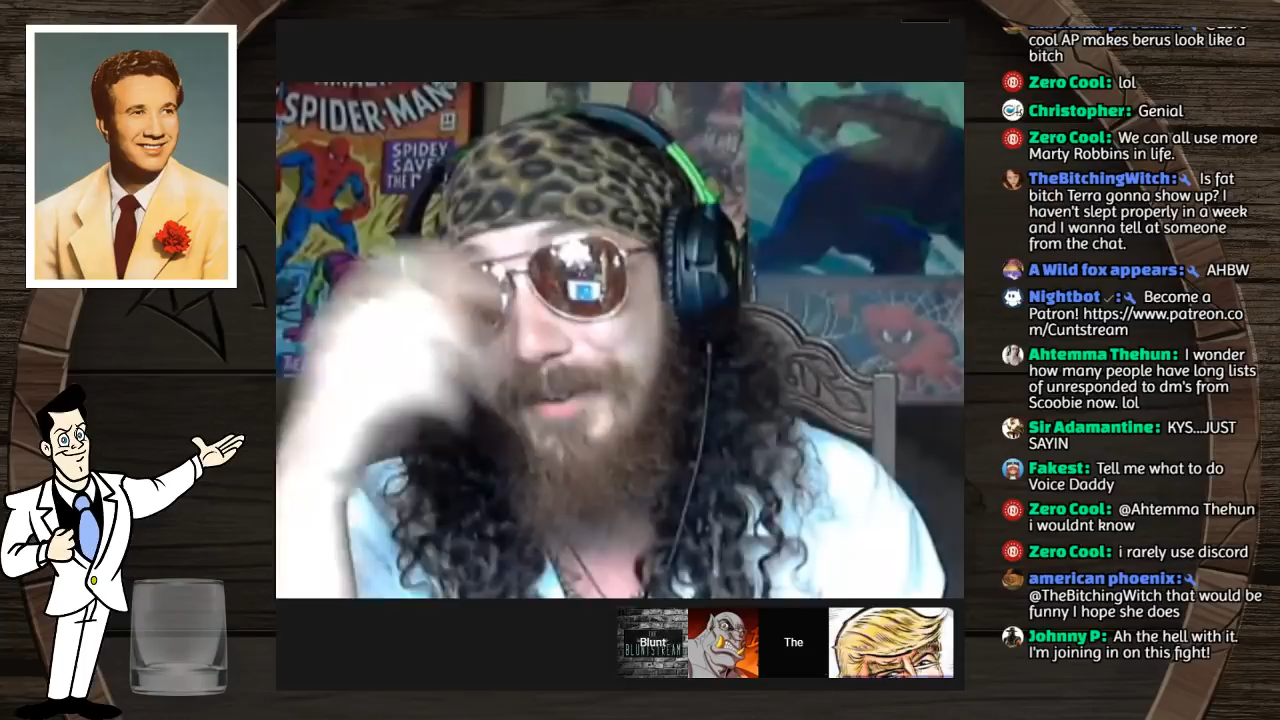 AMAZING
SPIDER-MAN
SPIDEY
SAVES
THE
cool AP makes berus look like a
bitch
Zero Cool: lol
Christopher: Genial
Zero Cool: We can all use more
Marty Robbins in life.
TheBitchingWitch: Is fat
bitch Terra gonna show up? I
haven't slept properly in a week
and I wanna tell at someone
from the chat.
A Wild fox appears: AHBW
Nightbot: Become a
Patron! https://www.patreon.co
m/Cuntstream
Ahtemma Thehun: I wonder
how many people have long lists
of unresponded to dm's from
Scoobie now. lol
Sir Adamantine: KYS...JUST
SAYIN
Fakest: Tell me what to do
Voice Daddy
Zero Cool: @Ahtemma Thehun
i wouldnt know
Zero Cool: i rarely use discord
american phoenix:
@TheBitchingWitch that would be
funny I hope she does
Johnny P: Ah the hell with it.
I'm joining in on this fight!
THE
Blunt
BLUNTSTREAM
The